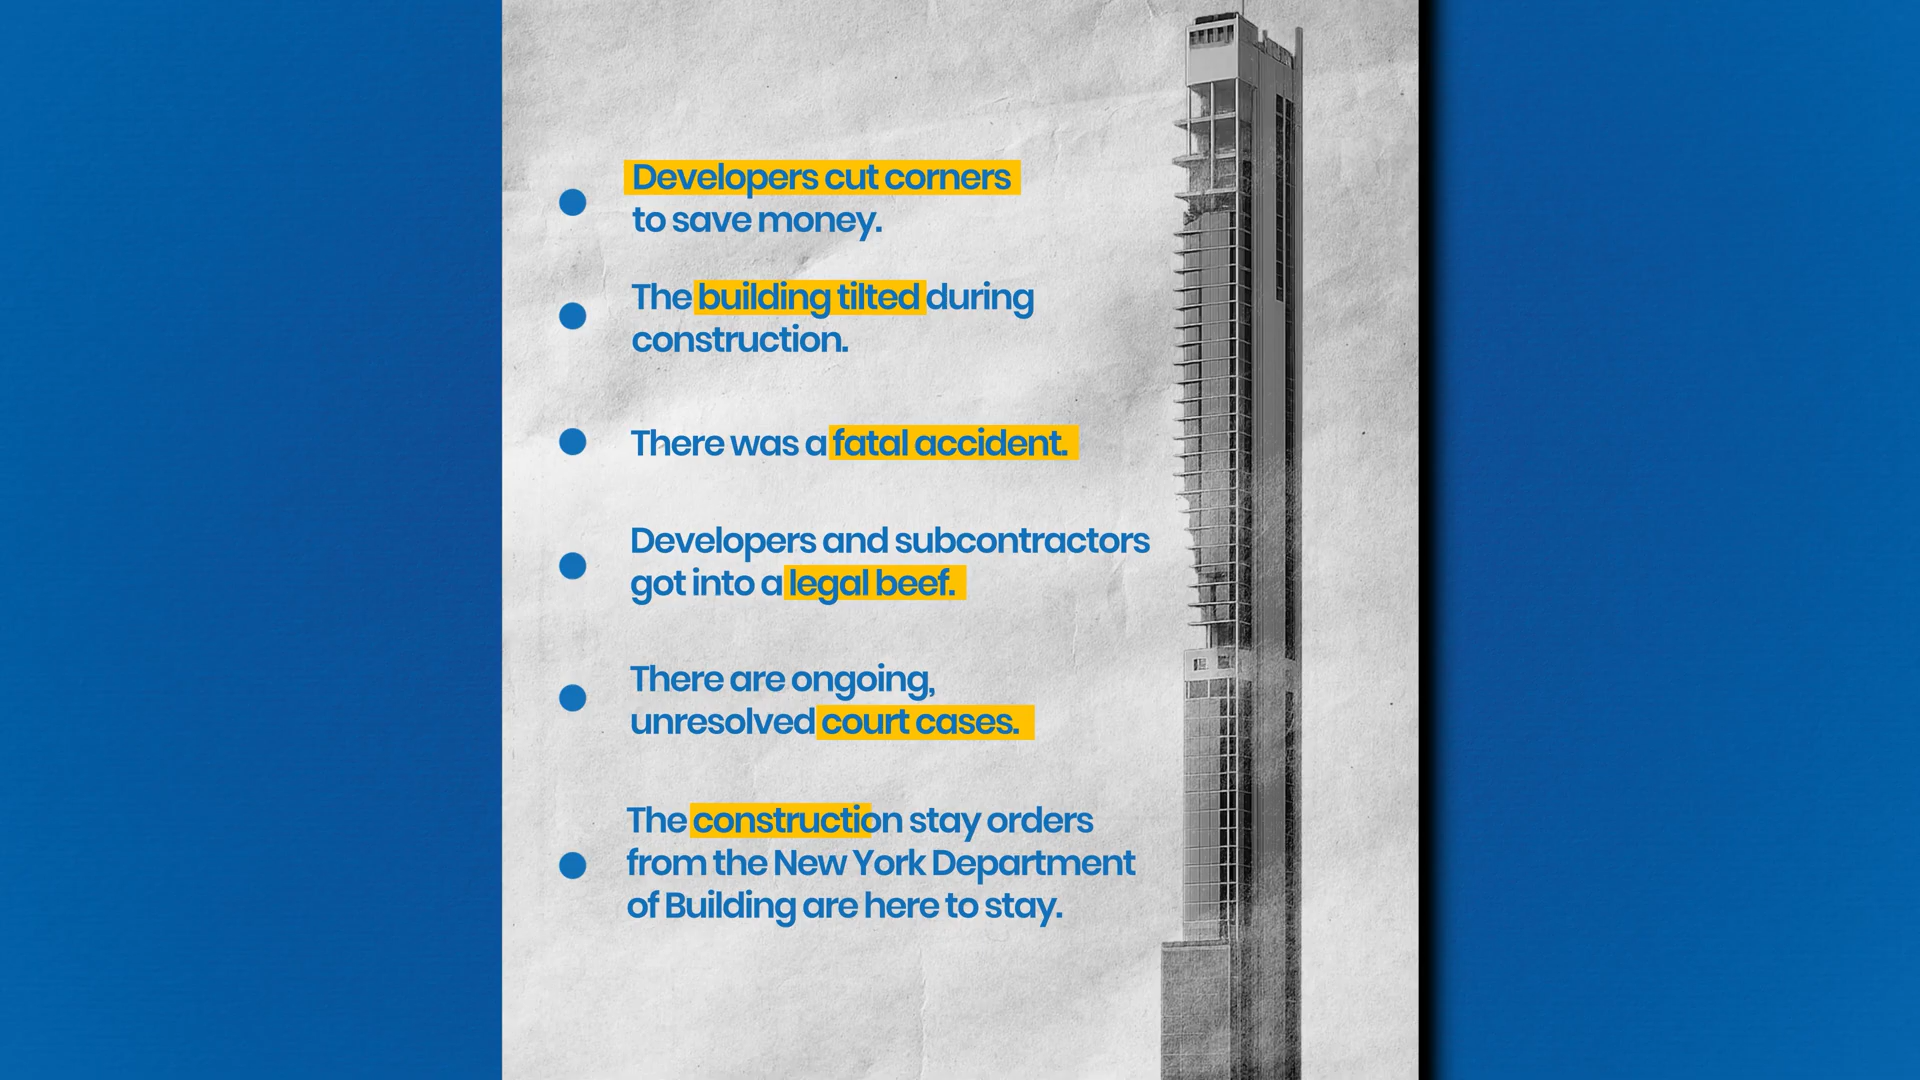 Developers cut corners
to save money.
The building tilted during
construction.
There was a fatal accident.
Developers and subcontractors
got into a legal beef.
There are ongoing,
unresolved court cases.
The construction stay orders
from the New York Department
of Building are here to stay.